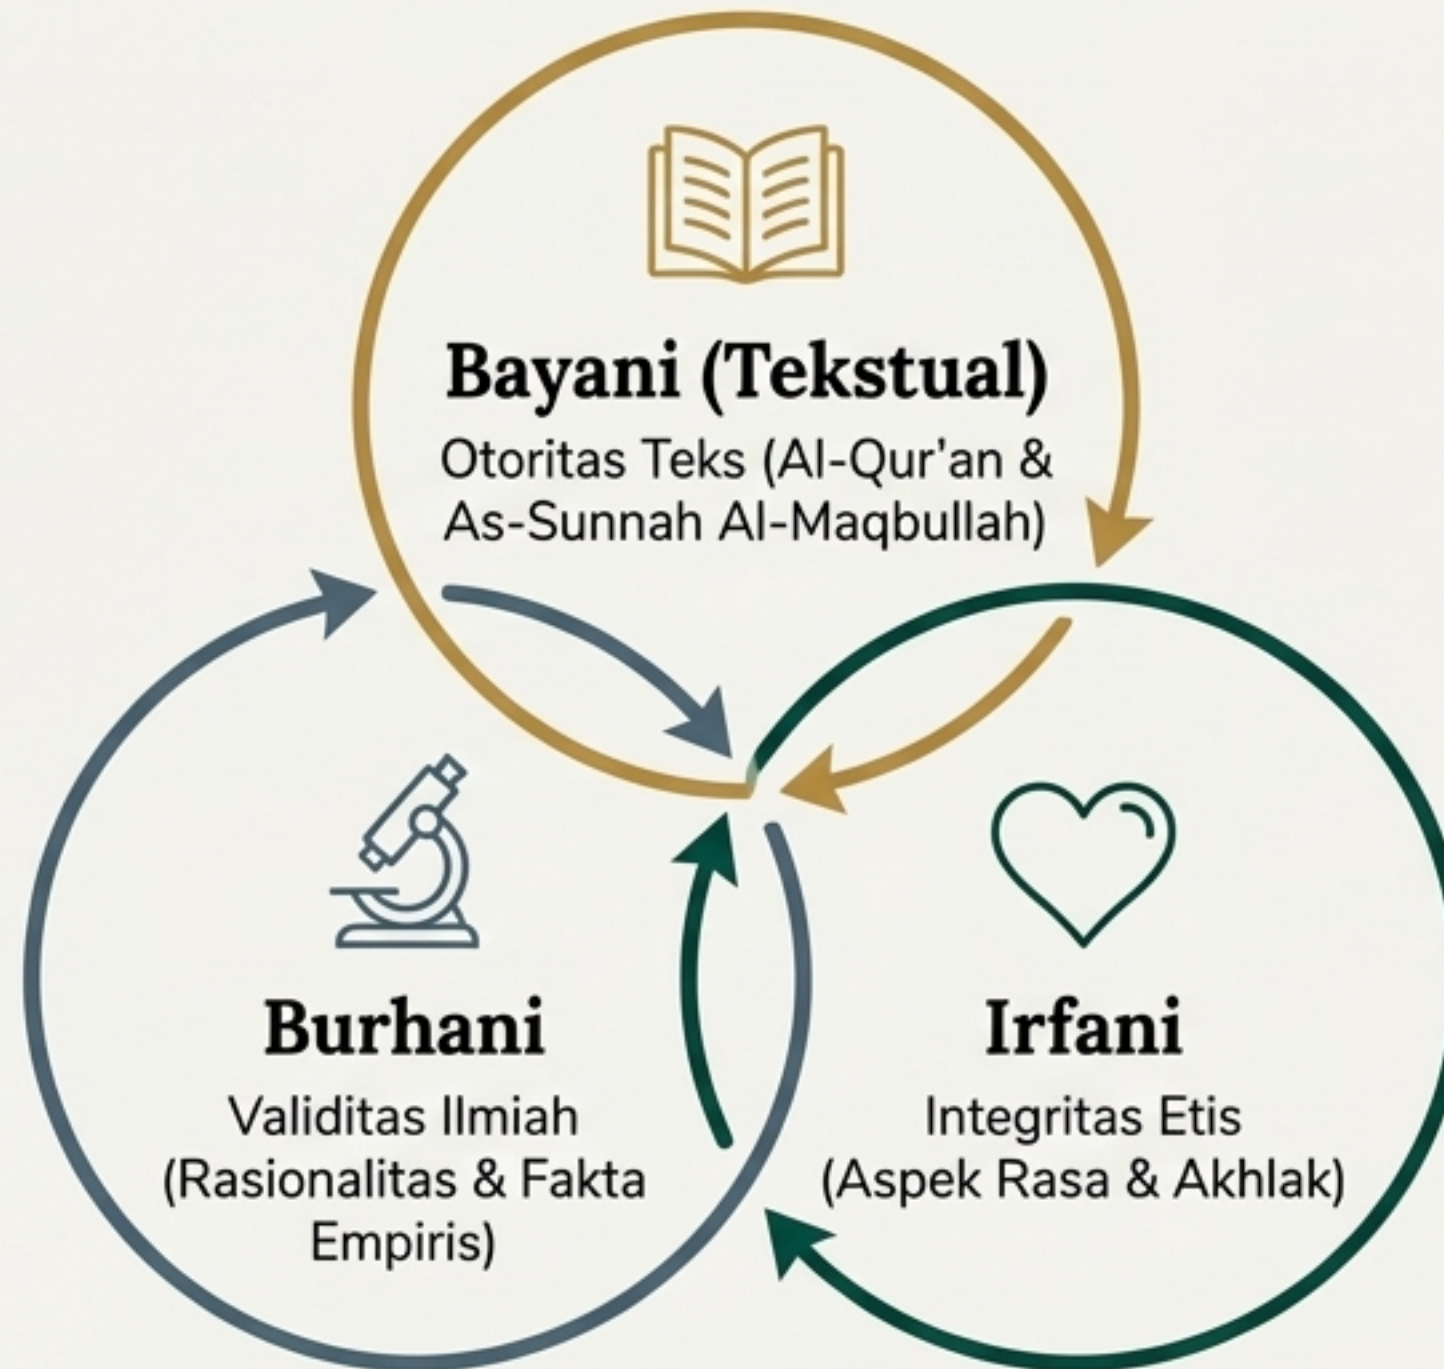 Bayani (Tekstual)
Otoritas Teks (Al-Qur'an &
As-Sunnah Al-Maqbullah)
Burhani
Validitas Ilmiah
(Rasionalitas & Fakta
Empiris)
Irfani
Integritas Etis
(Aspek Rasa & Akhlak)